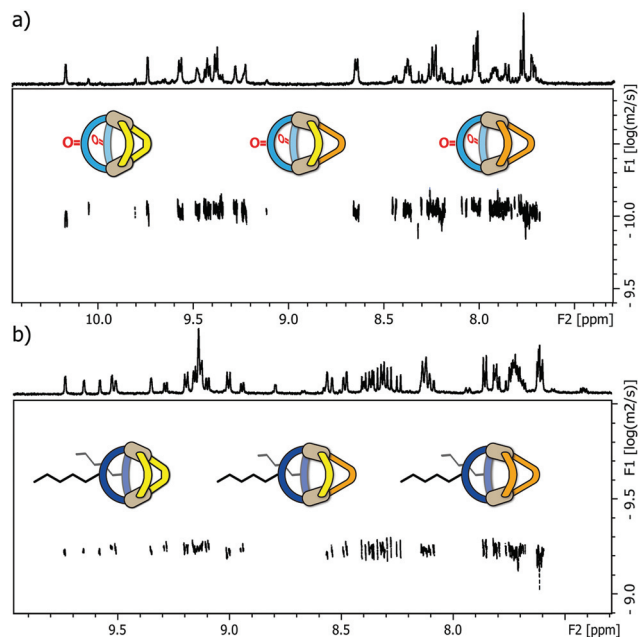 a)
O= O= O= O= O= O=
F1 [log(m2/s)]
- 10.0
- 9.5
10.0 9.5 9.0 8.5 8.0 F2 [ppm]
b)
F1 [log(m2/s)]
- 9.5
- 9.0
9.5 9.0 8.5 8.0 F2 [ppm]